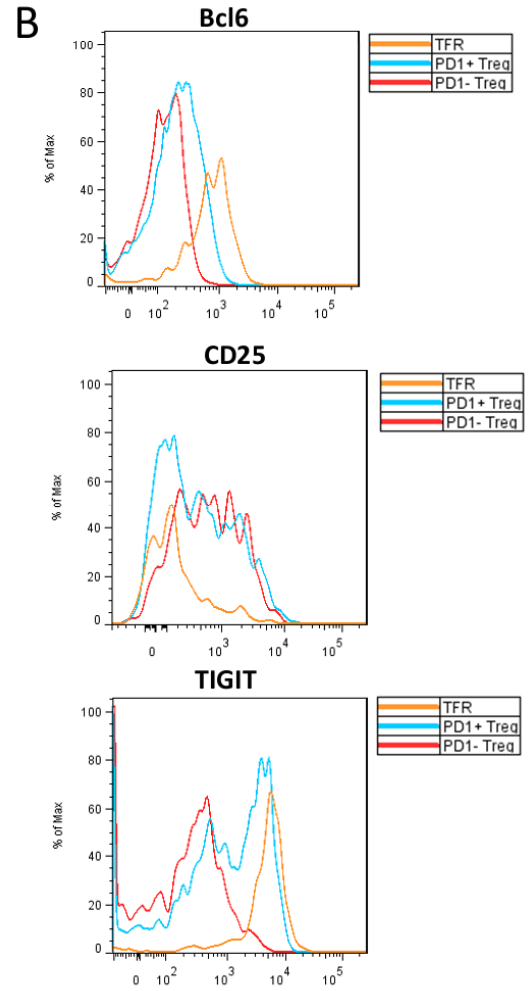 B
Bcl6
TFR
PD1+ Treg
PD1- Treg
% of Max
100
80
60
40
20
0
0 10^2 10^3 10^4 10^5
CD25
TFR
PD1+ Treg
PD1- Treg
% of Max
100
80
60
40
20
0
0 10^3 10^4 10^5
TIGIT
TFR
PD1+ Treg
PD1- Treg
% of Max
100
80
60
40
20
0
0 10^2 10^3 10^4 10^5